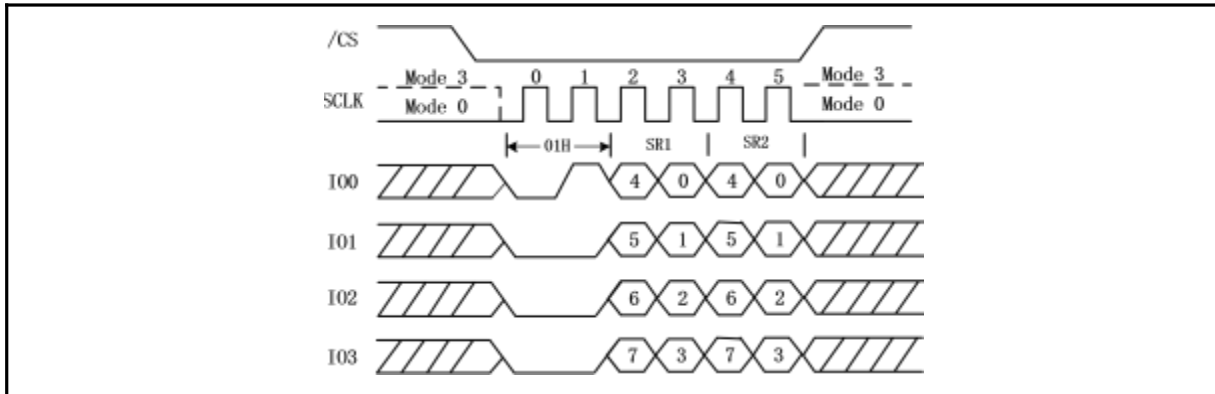 /CS
Mode 3 0 1 2 3 4 5 Mode 3
SCLK Mode 0 Mode 0
01H SR1 SR2
IO0 4 0 4 0
IO1 5 1 5 1
IO2 6 2 6 2
IO3 7 3 7 3